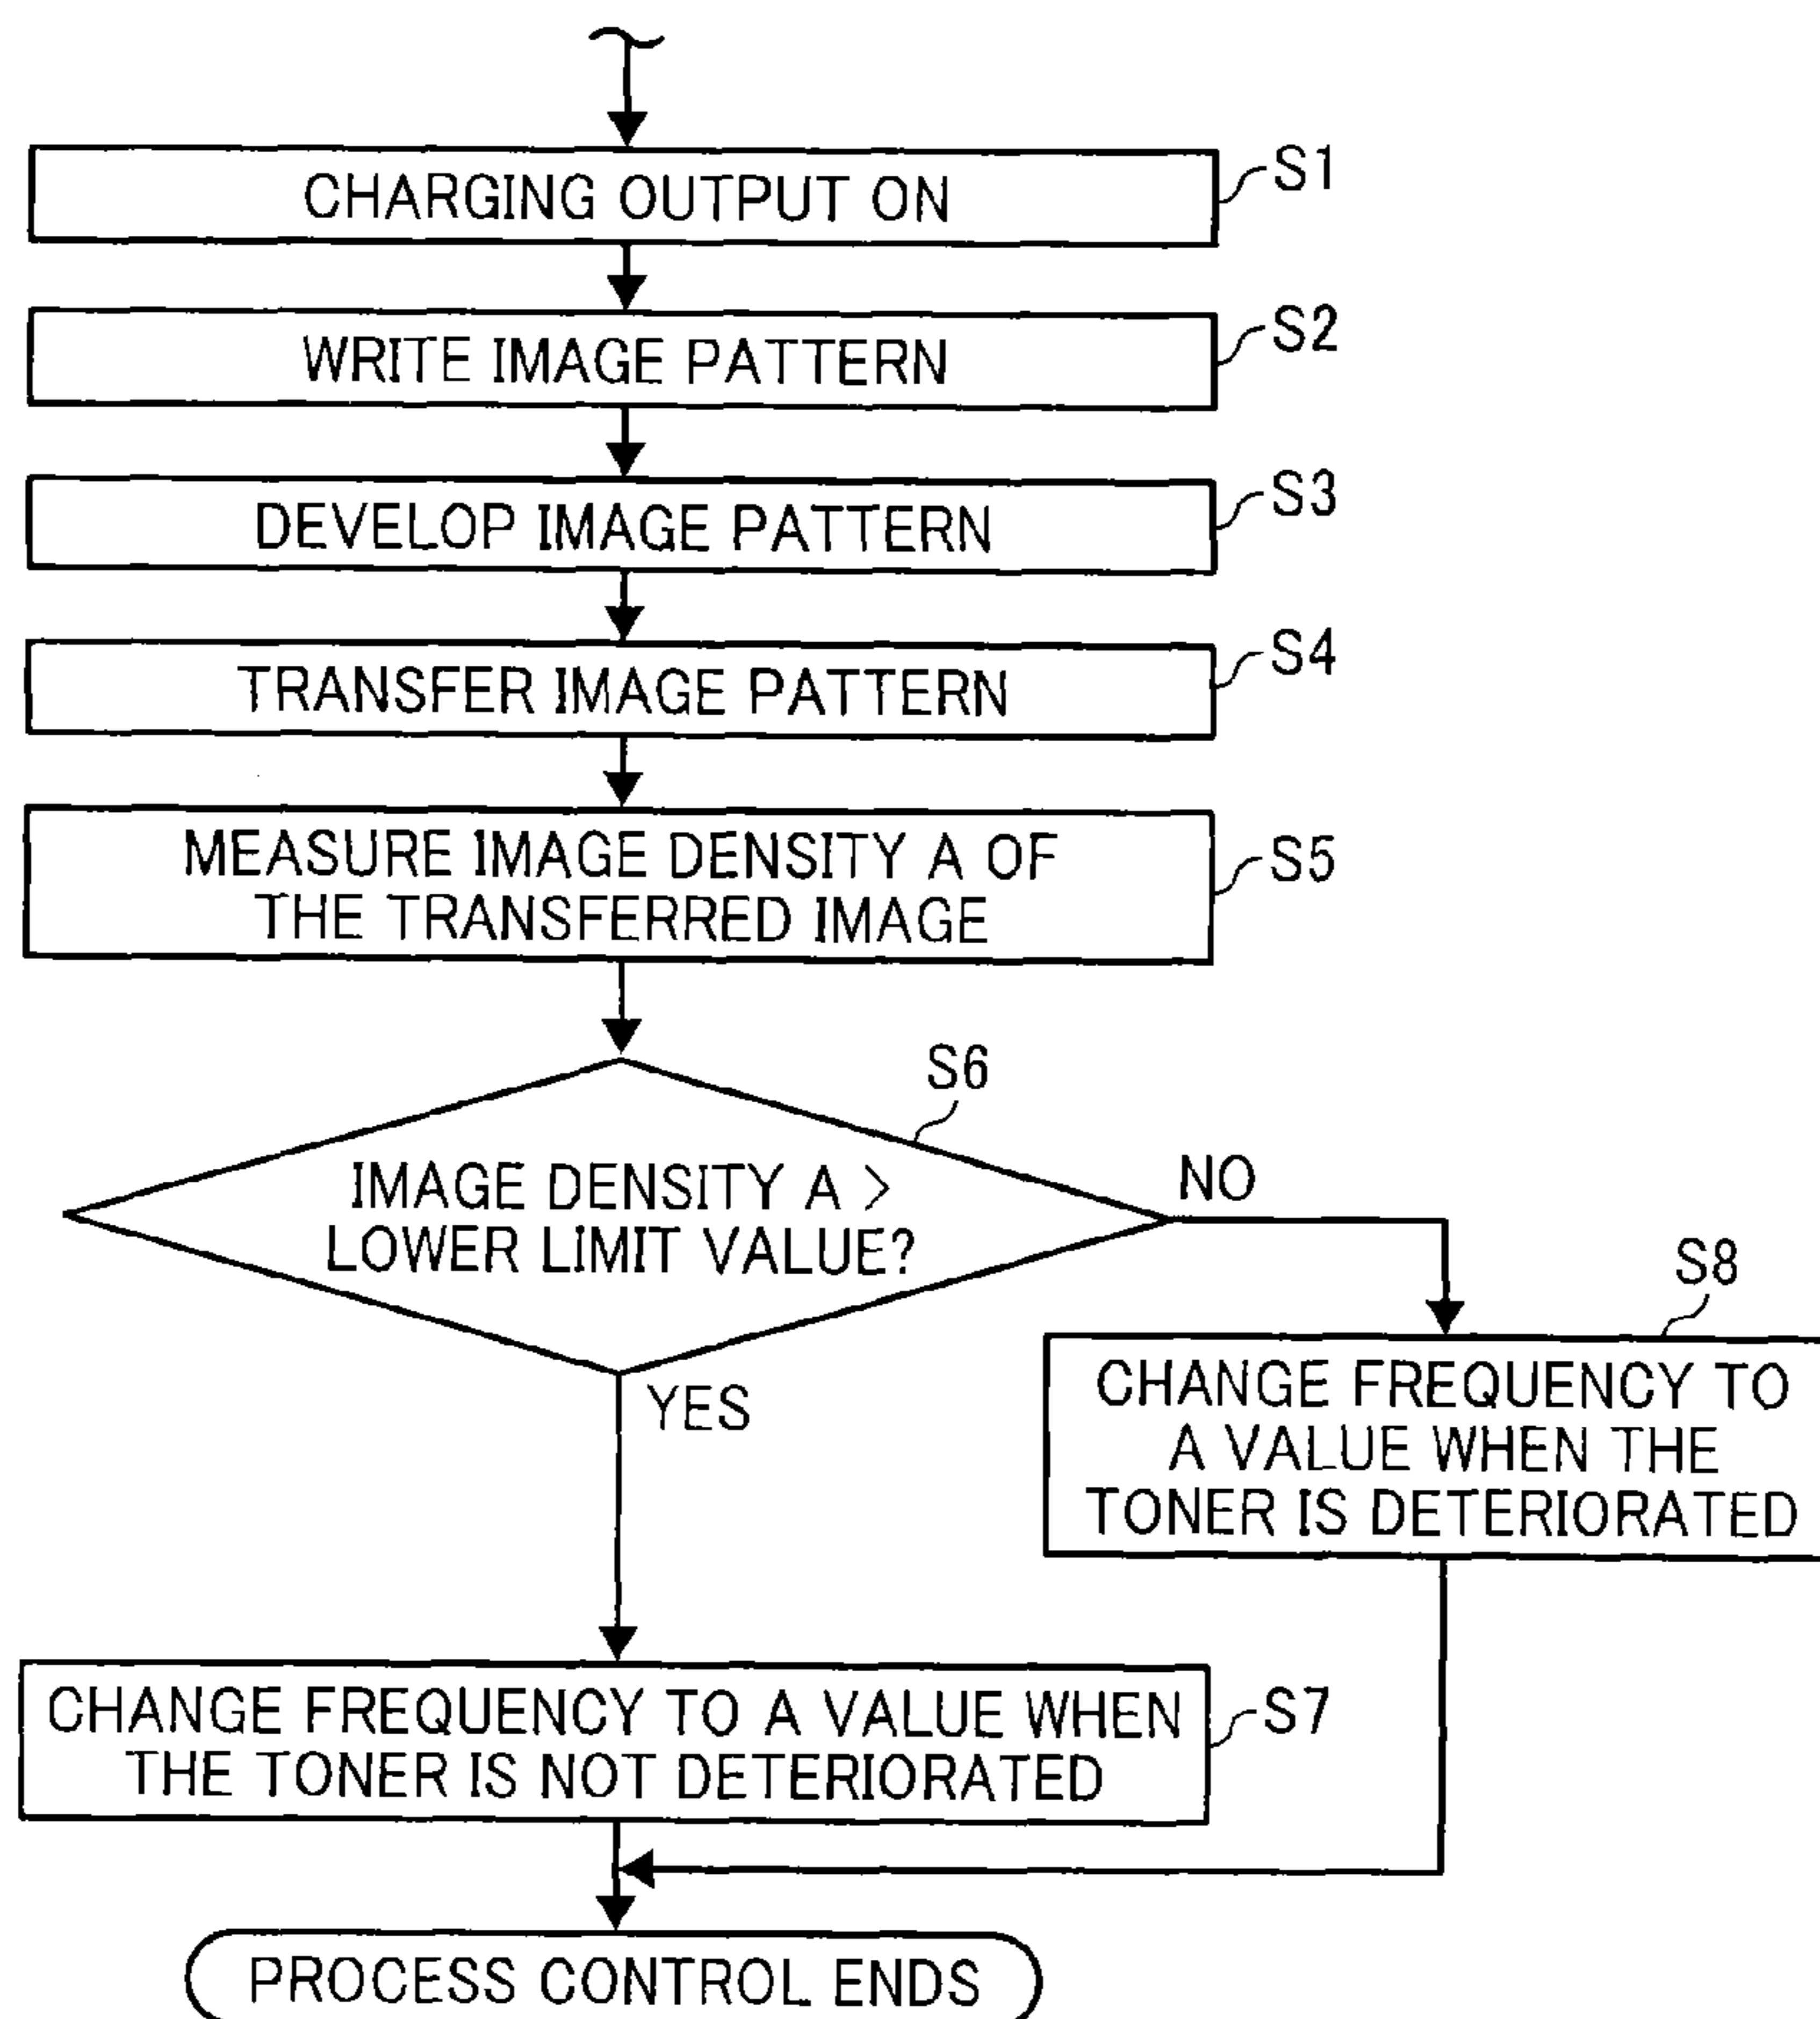 CHARGING OUTPUT ON
S1
WRITE IMAGE PATTERN
S2
DEVELOP IMAGE PATTERN
S3
TRANSFER IMAGE PATTERN
S4
MEASURE IMAGE DENSITY A OF
THE TRANSFERRED IMAGE
S5
S6
IMAGE DENSITY A >
LOWER LIMIT VALUE?
NO
YES
S8
CHANGE FREQUENCY TO
A VALUE WHEN THE
TONER IS DETERIORATED
CHANGE FREQUENCY TO A VALUE WHEN
THE TONER IS NOT DETERIORATED
S7
PROCESS CONTROL ENDS